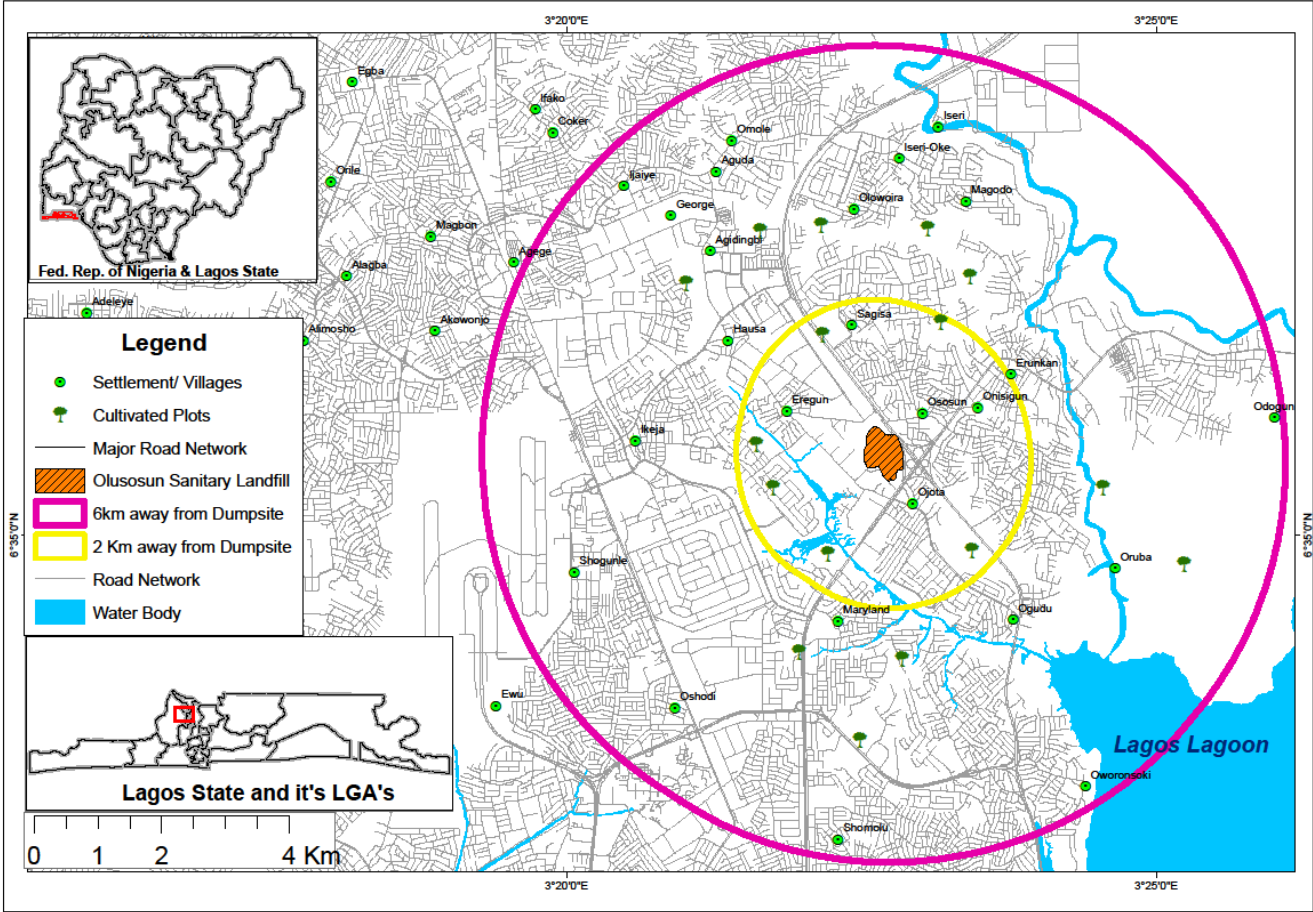 3°20'0"E
3°25'0"E
Fed. Rep. of Nigeria & Lagos State
Egba
Ifako
Coker
Omole
Iseri
Iseri-Oke
Aguda
Orile
Ijaiye
George
Olowoira
Magodo
Magbon
Agidingbi
Agege
Alagba
Adeleye
Alimosho
Akowonjo
Hausa
Sagisa
Erunkan
Eregun
Ososun
Onisigun
Odogun
Ikeja
Ojota
Shogunle
Oruba
Maryland
Ogudu
Ewu
Oshodi
Lagos Lagoon
Oworonsoki
Shomolu
Legend
Settlement/ Villages
Cultivated Plots
Major Road Network
Olusosun Sanitary Landfill
6km away from Dumpsite
2 Km away from Dumpsite
Road Network
Water Body
6°35'0"N
6°35'0"N
Lagos State and it's LGA's
0 1 2 4 Km
3°20'0"E
3°25'0"E